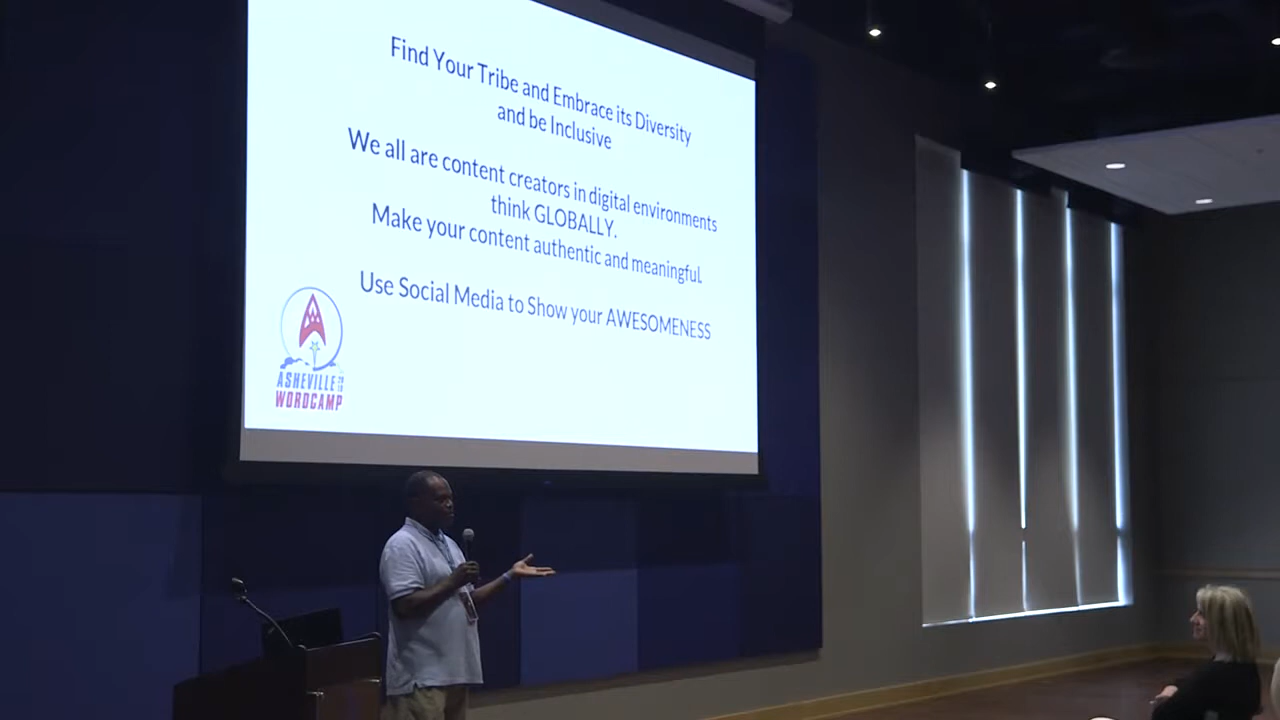 Find Your Tribe and Embrace its Diversity
and be Inclusive
We all are content creators in digital environments
think GLOBALLY.
Make your content authentic and meaningful.
Use Social Media to Show your AWESOMENESS
ASHEVILLE
WORDCAMP